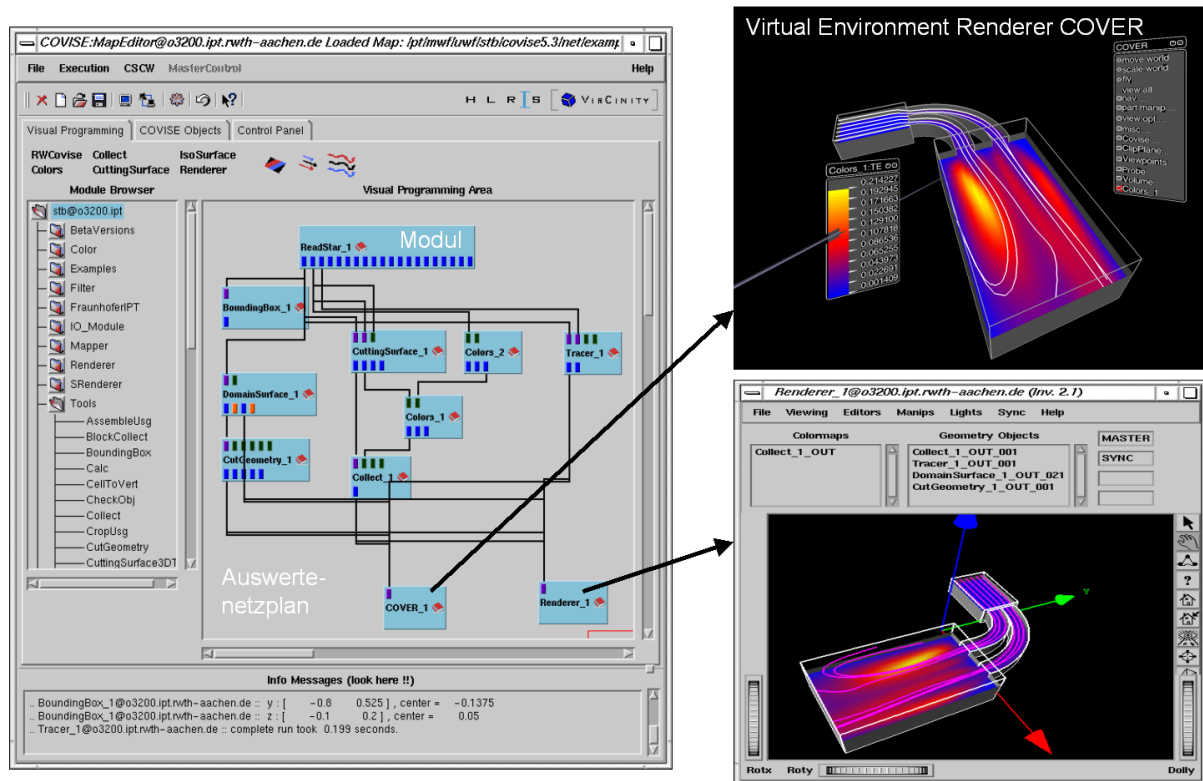 COVISE:MapEditor@o3200.ipt.rwth-aachen.de Loaded Map: /pt/mwf/uwf/stb/covise5.3/net/examp
File Execution CSCW MasterControl Help
H L R I S VIRCINITY
Visual Programming COVISE Objects Control Panel
RWCovise Collect IsoSurface
Colors CuttingSurface Renderer
Module Browser
Visual Programming Area
stb@o3200.ipt
BetaVersions
Color
Examples
Filter
FraunhoferIPT
IO_Module
Mapper
Renderer
SRenderer
Tools
AssembleUsg
BlockCollect
BoundingBox
Calc
CellToVert
CheckObj
Collect
CropUsg
CutGeometry
CuttingSurface3DT
ReadStar_1
Modul
BoundingBox_1
CuttingSurface_1
Colors_2
Tracer_1
DomainSurface_1
Colors_1
CutGeometry_1
Collect_1
Auswerte-
netzplan
COVER_1
Renderer_1
Info Messages (look here !!)
.. BoundingBox_1@o3200.ipt.rwth-aachen.de :: y : [ -0.8 0.525 ] , center = -0.1375
.. BoundingBox_1@o3200.ipt.rwth-aachen.de :: z : [ -0.1 0.2 ] , center = 0.05
.. Tracer_1@o3200.ipt.rwth-aachen.de :: complete run took 0.199 seconds.
Virtual Environment Renderer COVER
COVER
move world
scale world
fly
view all
nav ...
part manip ...
view opt ...
misc ...
Covise ...
ClipPlane...
Viewpoints
Probe
Volume
Colors_1
Colors_1:TE
0.214227
0.192945
0.171663
0.150382
0.129100
0.107818
0.086536
0.065255
0.043973
0.022691
0.001409
Renderer_1@o3200.ipt.rwth-aachen.de (Inv. 2.1)
File Viewing Editors Manips Lights Sync Help
Colormaps
Collect_1_OUT
Geometry Objects
Collect_1_OUT_001
Tracer_1_OUT_001
DomainSurface_1_OUT_021
CutGeometry_1_OUT_001
MASTER
SYNC
Y
?
Rotx Roty Dolly